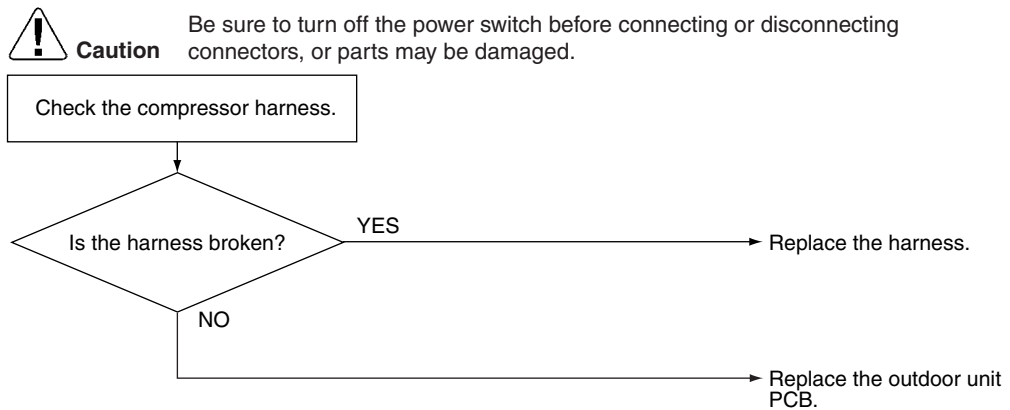 Be sure to turn off the power switch before connecting or disconnecting
Caution connectors, or parts may be damaged.
Check the compressor harness.
Is the harness broken?
YES
Replace the harness.
NO
Replace the outdoor unit
PCB.